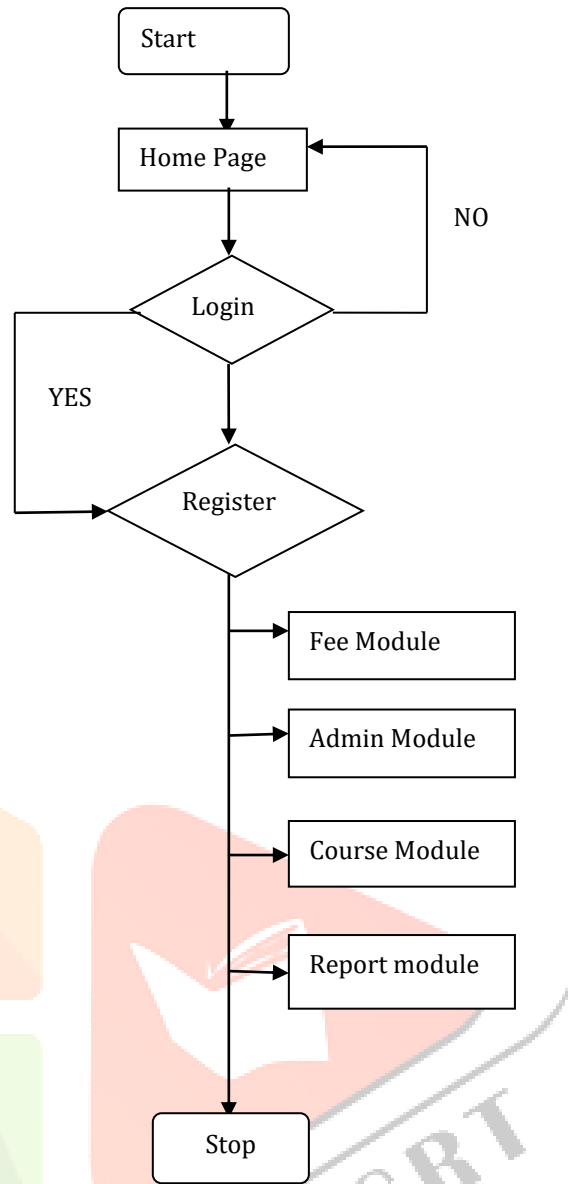 Start
Home Page
NO
Login
YES
Register
Fee Module
Admin Module
Course Module
Report module
Stop